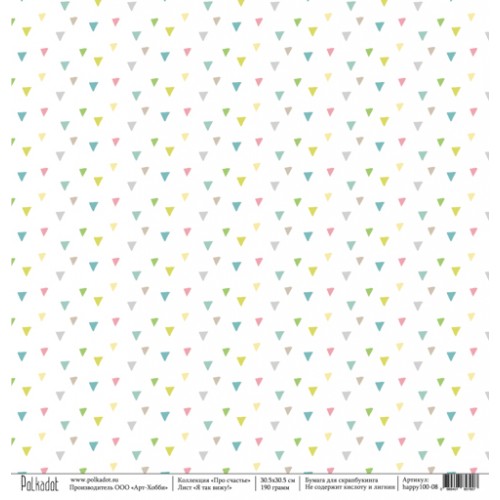 Polkadot
www.polkadot.su
Производитель ООО «Арт-Хобби»
Коллекция «Про счастье»
Лист «Я так вижу!»
30.5x30.5 см
190 грамм
Бумага для скрапбукинга
Не содержит кислоту и лигнин
Артикул:
happy100-08